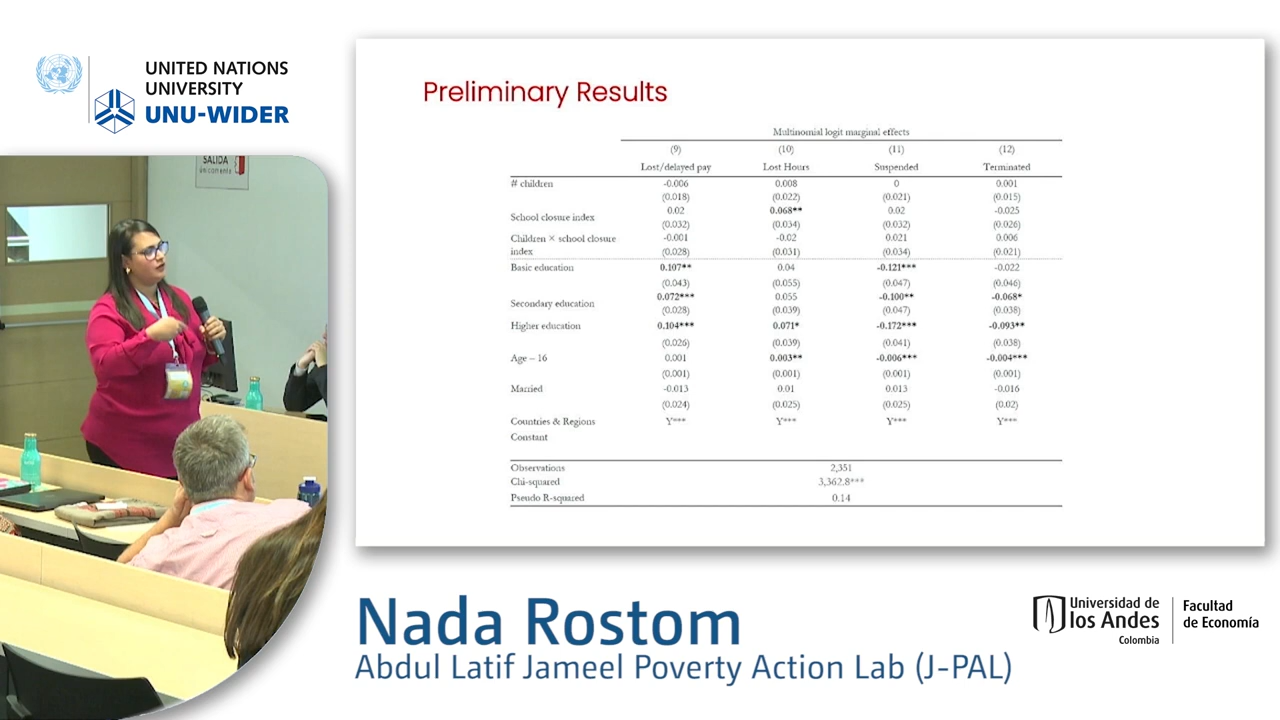 UNITED NATIONS
UNIVERSITY
UNU-WIDER
SALIDA
únicamente
Preliminary Results
Multinomial logit marginal effects
(9) (10) (11) (12)
Lost/delayed pay Lost Hours Suspended Terminated
# children -0.006 0.008 0 0.001
(0.018) (0.022) (0.021) (0.015)
School closure index 0.02 0.068** 0.02 -0.025
(0.032) (0.034) (0.032) (0.026)
Children × school closure index -0.001 -0.02 0.021 0.006
(0.028) (0.031) (0.034) (0.021)
Basic education 0.107** 0.04 -0.121*** -0.022
(0.043) (0.055) (0.047) (0.046)
Secondary education 0.072*** 0.055 -0.100** -0.068*
(0.028) (0.039) (0.047) (0.038)
Higher education 0.104*** 0.071* -0.172*** -0.093**
(0.026) (0.039) (0.041) (0.038)
Age – 16 0.001 0.003** -0.006*** -0.004***
(0.001) (0.001) (0.001) (0.001)
Married -0.013 0.01 0.013 -0.016
(0.024) (0.025) (0.025) (0.02)
Countries & Regions Y*** Y*** Y*** Y***
Constant
Observations 2,351
Chi-squared 3,362.8***
Pseudo R-squared 0.14
Nada Rostom
Abdul Latif Jameel Poverty Action Lab (J-PAL)
Universidad de
los Andes
Colombia
Facultad
de Economía